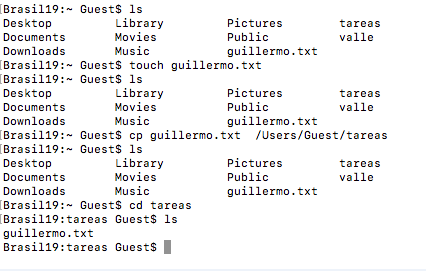 [Brasil19:~ Guest$ ls
Desktop Library Pictures tareas
Documents Movies Public valle
Downloads Music guillermo.txt
[Brasil19:~ Guest$ touch guillermo.txt
[Brasil19:~ Guest$ ls
Desktop Library Pictures tareas
Documents Movies Public valle
Downloads Music guillermo.txt
[Brasil19:~ Guest$ cp guillermo.txt  /Users/Guest/tareas
[Brasil19:~ Guest$ ls
Desktop Library Pictures tareas
Documents Movies Public valle
Downloads Music guillermo.txt
[Brasil19:~ Guest$ cd tareas
[Brasil19:tareas Guest$ ls
guillermo.txt
Brasil19:tareas Guest$